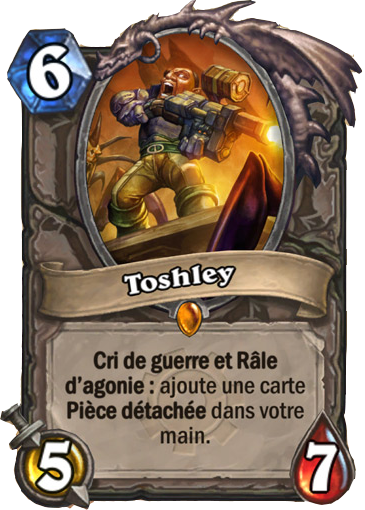 6
Toshley
Cri de guerre et Râle
d'agonie : ajoute une carte
Pièce détachée dans votre
main.
5
7